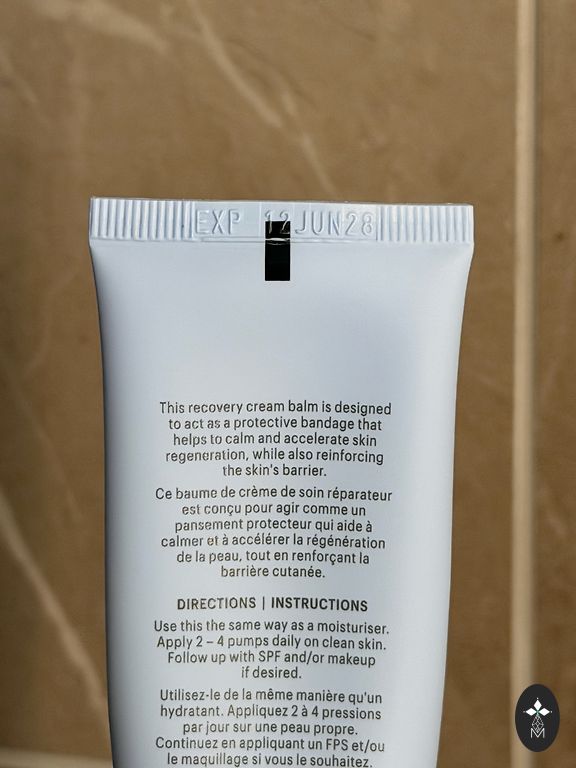 EXP 12JUN28
This recovery cream balm is designed
to act as a protective bandage that
helps to calm and accelerate skin
regeneration, while also reinforcing
the skin's barrier.
Ce baume de crème de soin réparateur
est conçu pour agir comme un
pansement protecteur qui aide à
calmer et à accélérer la régénération
de la peau, tout en renforçant la
barrière cutanée.
DIRECTIONS | INSTRUCTIONS
Use this the same way as a moisturiser.
Apply 2 – 4 pumps daily on clean skin.
Follow up with SPF and/or makeup
if desired.
Utilisez-le de la même manière qu'un
hydratant. Appliquez 2 à 4 pressions
par jour sur une peau propre.
Continuez en appliquant un FPS et/ou
le maquillage si vous le souhaitez.
M